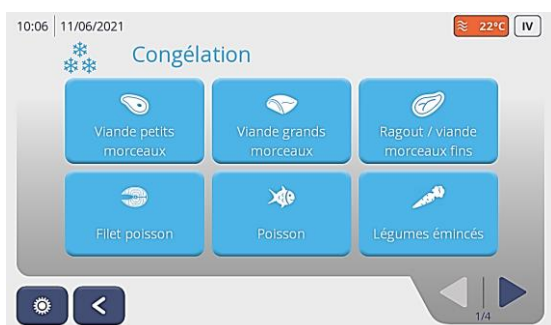 10:06 11/06/2021 22°C IV
Congélation
Viande petits
morceaux
Viande grands
morceaux
Ragout / viande
morceaux fins
Filet poisson
Poisson
Légumes émincés
1/4